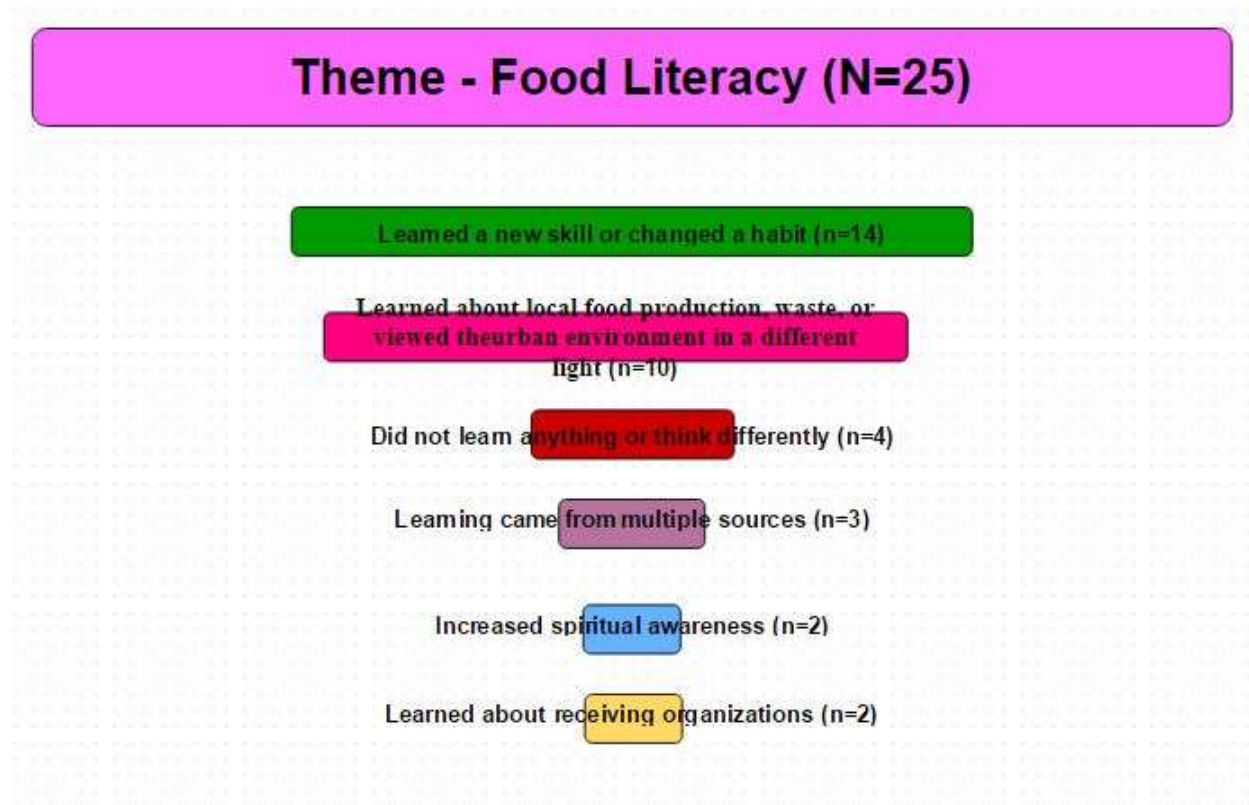 Theme - Food Literacy (N=25)
Learned a new skill or changed a habit (n=14)
Learned about local food production, waste, or
viewed theurban environment in a different
light (n=10)
Did not learn anything or think differently (n=4)
Learning came from multiple sources (n=3)
Increased spiritual awareness (n=2)
Learned about receiving organizations (n=2)